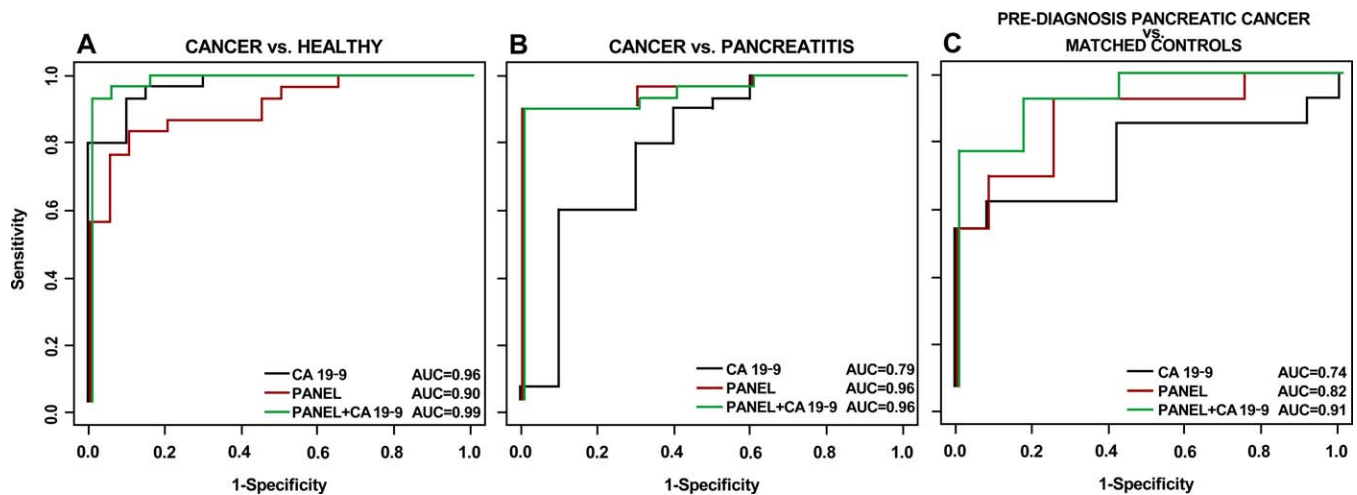 A
CANCER vs. HEALTHY
Sensitivity
1.0
0.8
0.6
0.4
0.2
0.0
CA 19-9 AUC=0.96
PANEL AUC=0.90
PANEL+CA 19-9 AUC=0.99
0.0 0.2 0.4 0.6 0.8 1.0
1-Specificity
B
CANCER vs. PANCREATITIS
CA 19-9 AUC=0.79
PANEL AUC=0.96
PANEL+CA 19-9 AUC=0.96
0.0 0.2 0.4 0.6 0.8 1.0
1-Specificity
C
PRE-DIAGNOSIS PANCREATIC CANCER
vs.
MATCHED CONTROLS
CA 19-9 AUC=0.74
PANEL AUC=0.82
PANEL+CA 19-9 AUC=0.91
0.0 0.2 0.4 0.6 0.8 1.0
1-Specificity